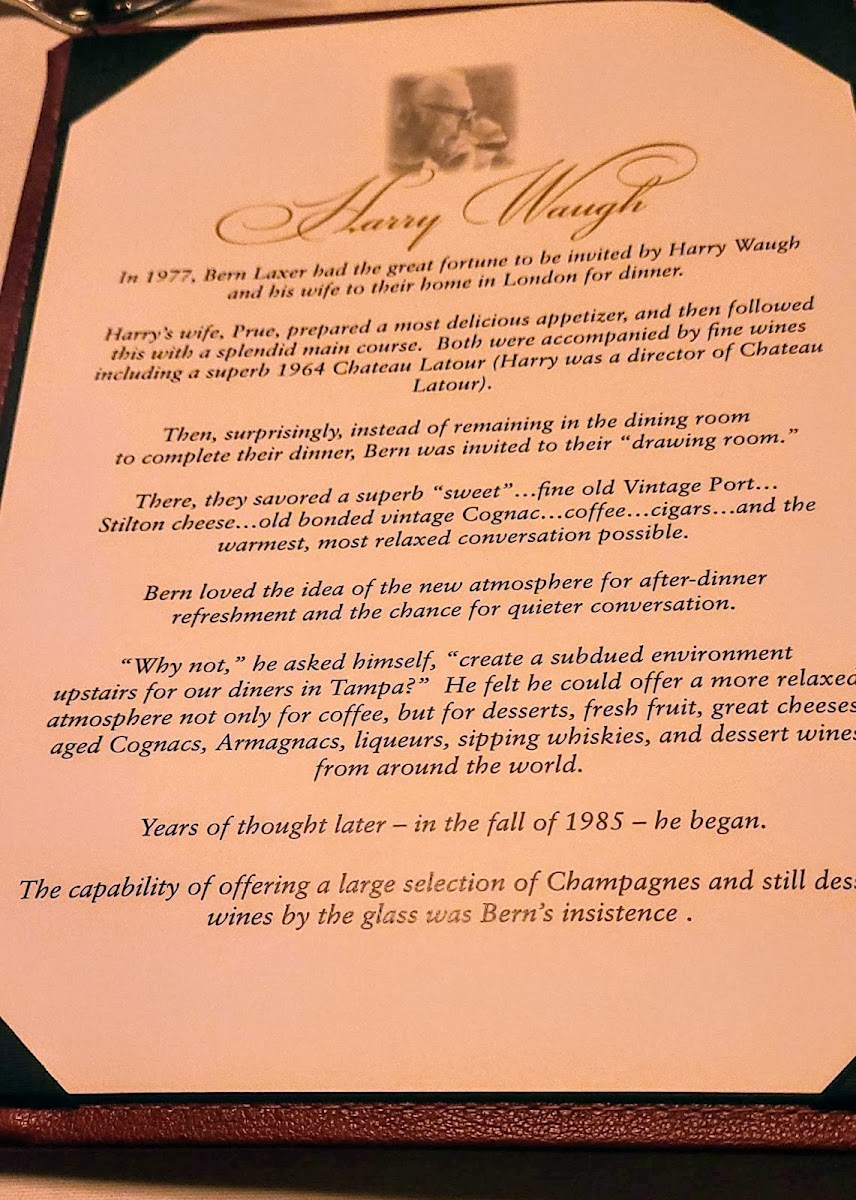 Harry Waugh
In 1977, Bern Laxer had the great fortune to be invited by Harry Waugh
and his wife to their home in London for dinner.
Harry's wife, Prue, prepared a most delicious appetizer, and then followed
this with a splendid main course. Both were accompanied by fine wines
including a superb 1964 Chateau Latour (Harry was a director of Chateau
Latour).
Then, surprisingly, instead of remaining in the dining room
to complete their dinner, Bern was invited to their “drawing room.”
There, they savored a superb “sweet”…fine old Vintage Port…
Stilton cheese…old bonded vintage Cognac…coffee…cigars…and the
warmest, most relaxed conversation possible.
Bern loved the idea of the new atmosphere for after-dinner
refreshment and the chance for quieter conversation.
“Why not,” he asked himself, “create a subdued environment
upstairs for our diners in Tampa?” He felt he could offer a more relaxed
atmosphere not only for coffee, but for desserts, fresh fruit, great cheeses
aged Cognacs, Armagnacs, liqueurs, sipping whiskies, and dessert wines
from around the world.
Years of thought later – in the fall of 1985 – he began.
The capability of offering a large selection of Champagnes and still des
wines by the glass was Bern's insistence .